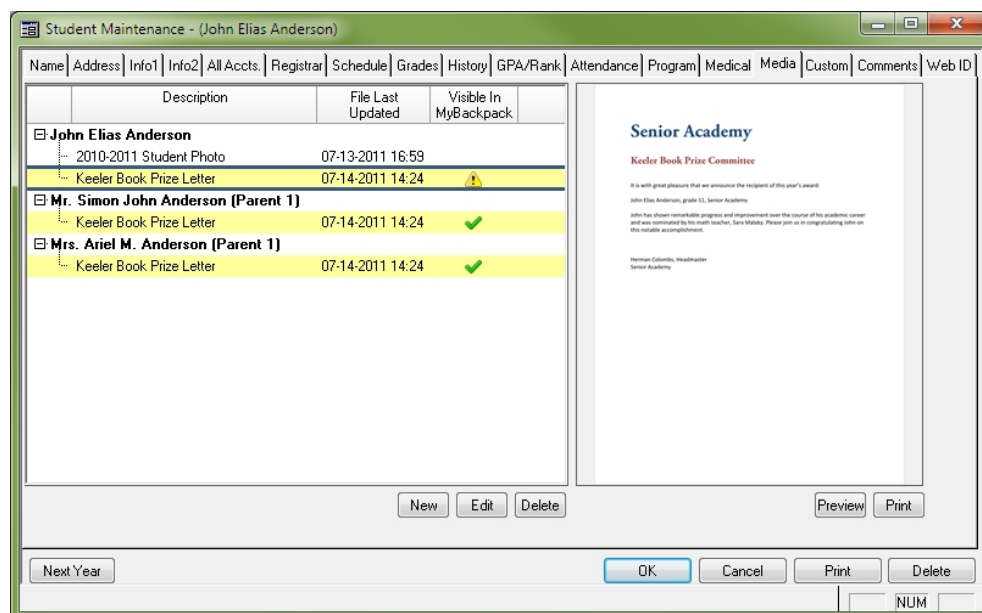 Student Maintenance - (John Elias Anderson)
Name Address Info1 Info2 All Accts. Registrar Schedule Grades History GPA/Rank Attendance Program Medical Media Custom Comments Web ID
Description File Last Updated Visible In MyBackpack
John Elias Anderson
2010-2011 Student Photo 07-13-2011 16:59
Keeler Book Prize Letter 07-14-2011 14:24
Mr. Simon John Anderson (Parent 1)
Keeler Book Prize Letter 07-14-2011 14:24
Mrs. Ariel M. Anderson (Parent 1)
Keeler Book Prize Letter 07-14-2011 14:24
Senior Academy
Keeler Book Prize Committee
It is with great pleasure that we announce the recipient of this year's award:
John Elias Anderson, grade 11, Senior Academy
John has shown remarkable progress and improvement over the course of his academic career
and was nominated by his math teacher, Sara Malsky. Please join us in congratulating John on
this notable accomplishment.
Herman Colombo, Headmaster
Senior Academy
New Edit Delete
Preview Print
Next Year OK Cancel Print Delete
NUM